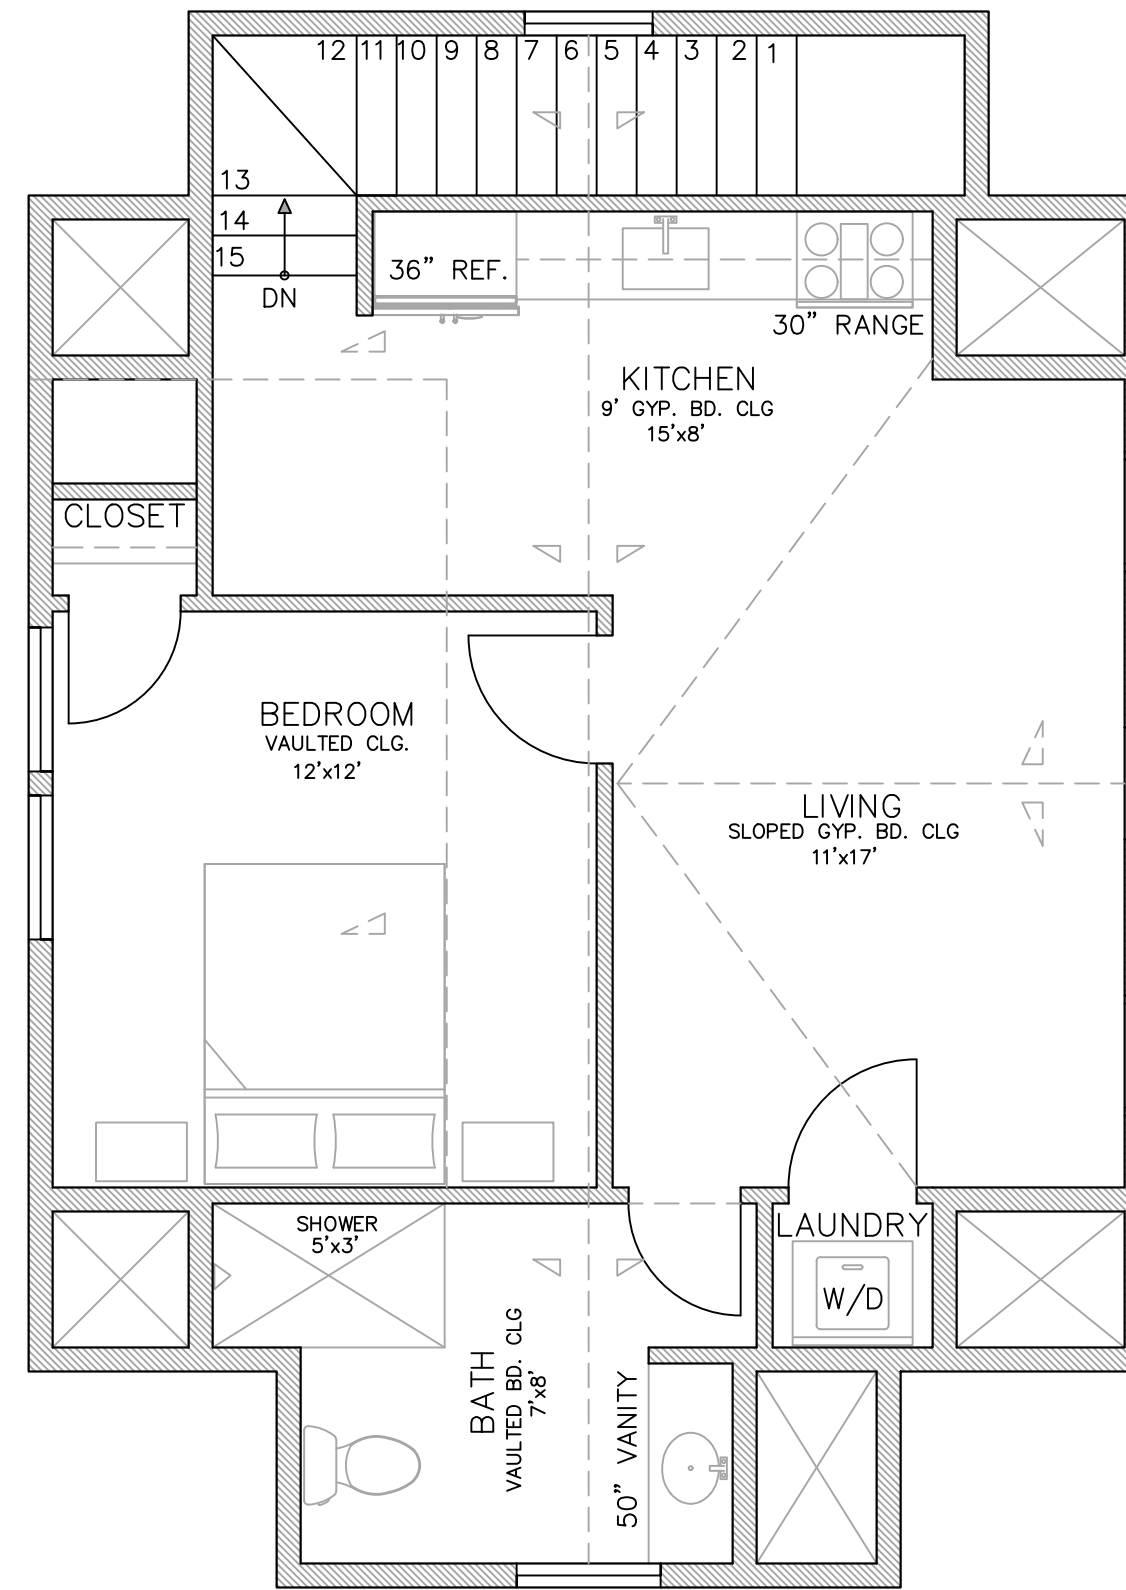 12 11 10 9 8 7 6 5 4 3 2 1
13
14
15
DN
36” REF.
30” RANGE
KITCHEN
9’ GYP. BD. CLG
15’x8’
CLOSET
BEDROOM
VAULTED CLG.
12’x12’
LIVING
SLOPED GYP. BD. CLG
11’x17’
SHOWER
5’x3’
LAUNDRY
W/D
BATH
VAULTED BD. CLG
7’x8’
50” VANITY